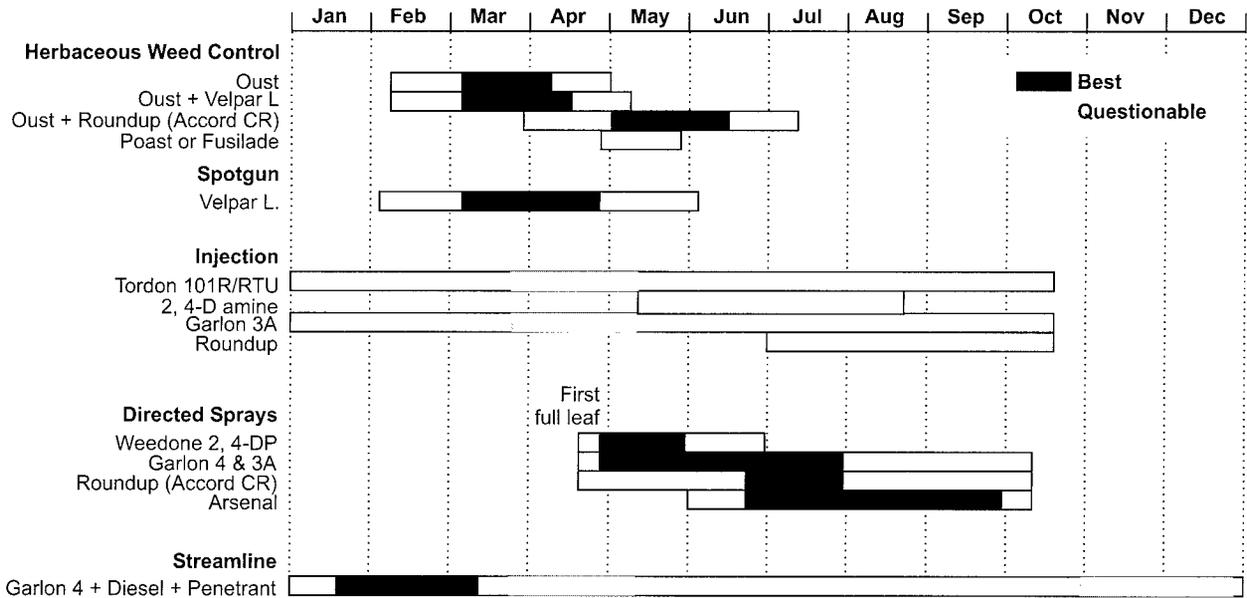 Jan Feb Mar Apr May Jun Jul Aug Sep Oct Nov Dec
Herbaceous Weed Control
Oust
Oust + Velpar L
Oust + Roundup (Accord CR)
Poast or Fusilade
Best
Questionable
Spotgun
Velpar L.
Injection
Tordon 101R/RTU
2, 4-D amine
Garlon 3A
Roundup
First
full leaf
Directed Sprays
Weedone 2, 4-DP
Garlon 4 & 3A
Roundup (Accord CR)
Arsenal
Streamline
Garlon 4 + Diesel + Penetrant